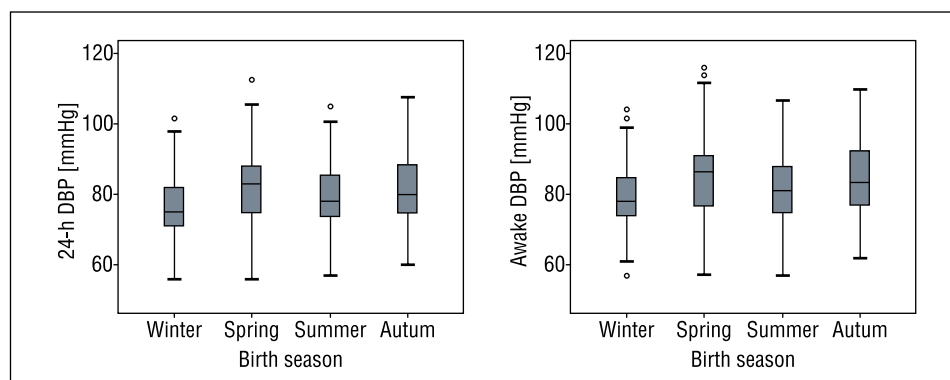 24-h DBP [mmHg]
120
100
80
60
Winter Spring Summer Autum
Birth season
Awake DBP [mmHg]
120
100
80
60
Winter Spring Summer Autum
Birth season